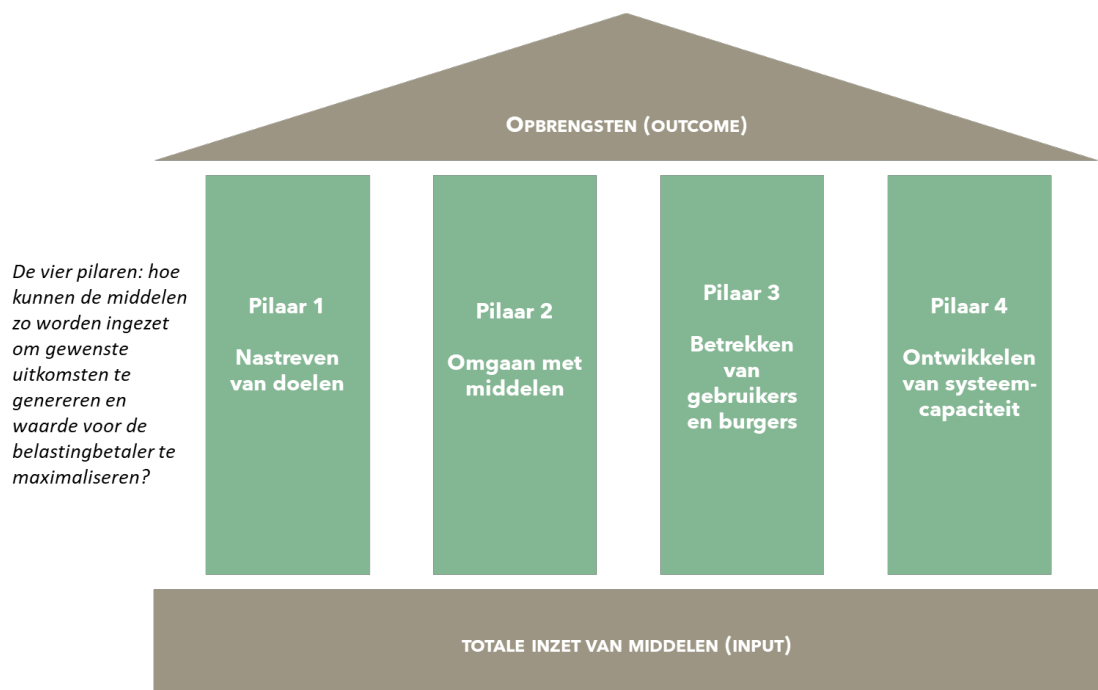 OPBRENGSTEN (OUTCOME)
De vier pilaren: hoe
kunnen de middelen
zo worden ingezet
om gewenste
uitkomsten te
genereren en
waarde voor de
belastingbetaler te
maximaliseren?
Pilaar 1
Nastreven
van doelen
Pilaar 2
Omgaan met
middelen
Pilaar 3
Betrekken
van
gebruikers
en burgers
Pilaar 4
Ontwikkelen
van systeem-
capaciteit
TOTALE INZET VAN MIDDELEN (INPUT)